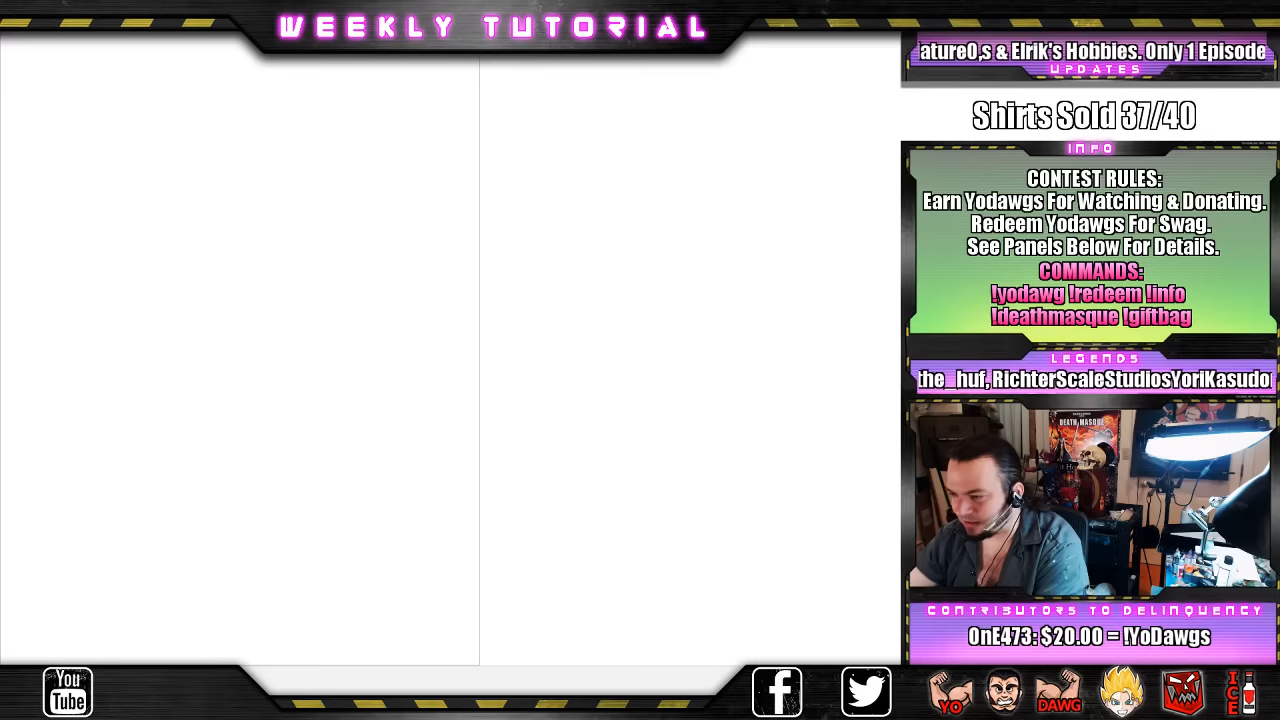 WEEKLY TUTORIAL
atureO,s & Elrik's Hobbies. Only 1 Episode
UPDATES
Shirts Sold 37/40
INFO
CONTEST RULES:
Earn Yodawgs For Watching & Donating.
Redeem Yodawgs For Swag.
See Panels Below For Details.
COMMANDS:
!yodawg !redeem !info
!deathmasque !giftbag
LEGENDS
the_huf, RichterScaleStudiosYoriKasudo
DEATH MASQUE
CONTRIBUTORS TO DELINQUENCY
OnE473: $20.00 = !YoDawgs
You
Tube
YO
DAWG
ICE